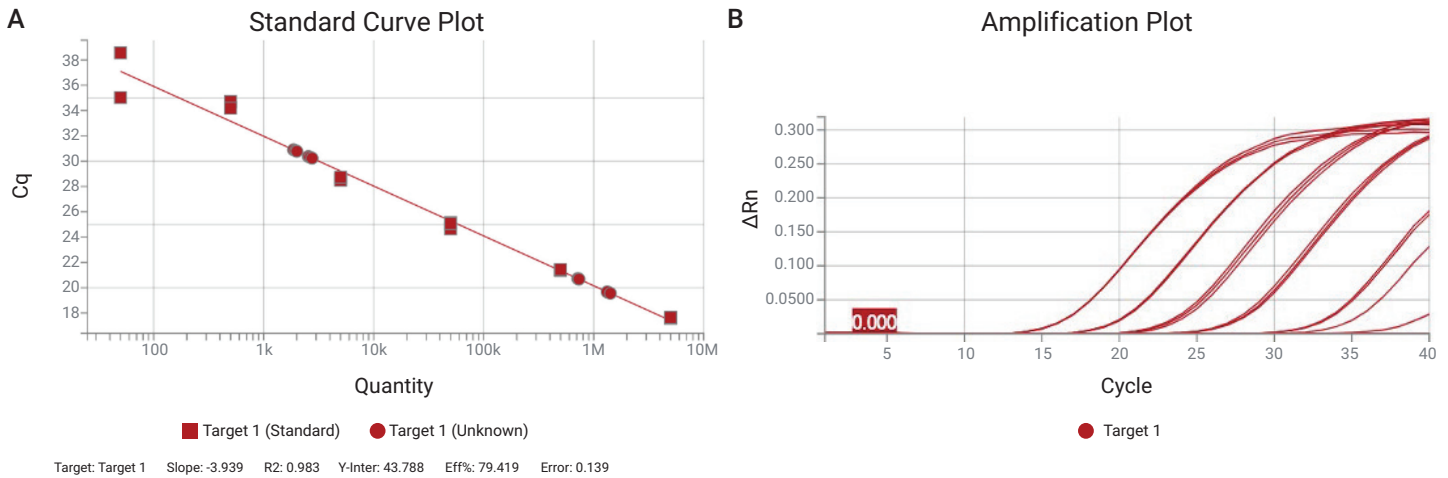 A
Standard Curve Plot
38
36
34
32
30
28
26
24
22
20
18
Cq
100 1k 10k 100k 1M 10M
Quantity
Target 1 (Standard) Target 1 (Unknown)
Target: Target 1 Slope: -3.939 R2: 0.983 Y-Inter: 43.788 Eff%: 79.419 Error: 0.139
B
Amplification Plot
0.300
0.250
0.200
0.150
0.100
0.0500
ΔRn
0.000
5 10 15 20 25 30 35 40
Cycle
Target 1